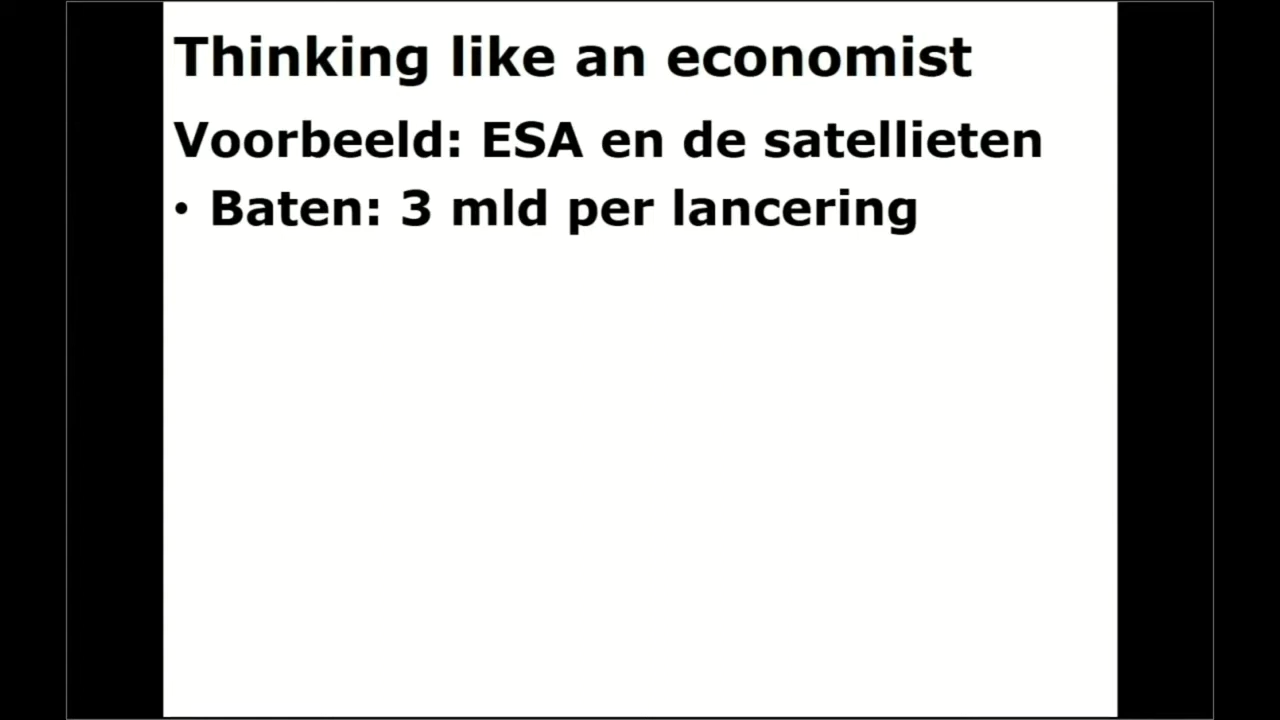 Thinking like an economist
Voorbeeld: ESA en de satellieten
• Baten: 3 mld per lancering